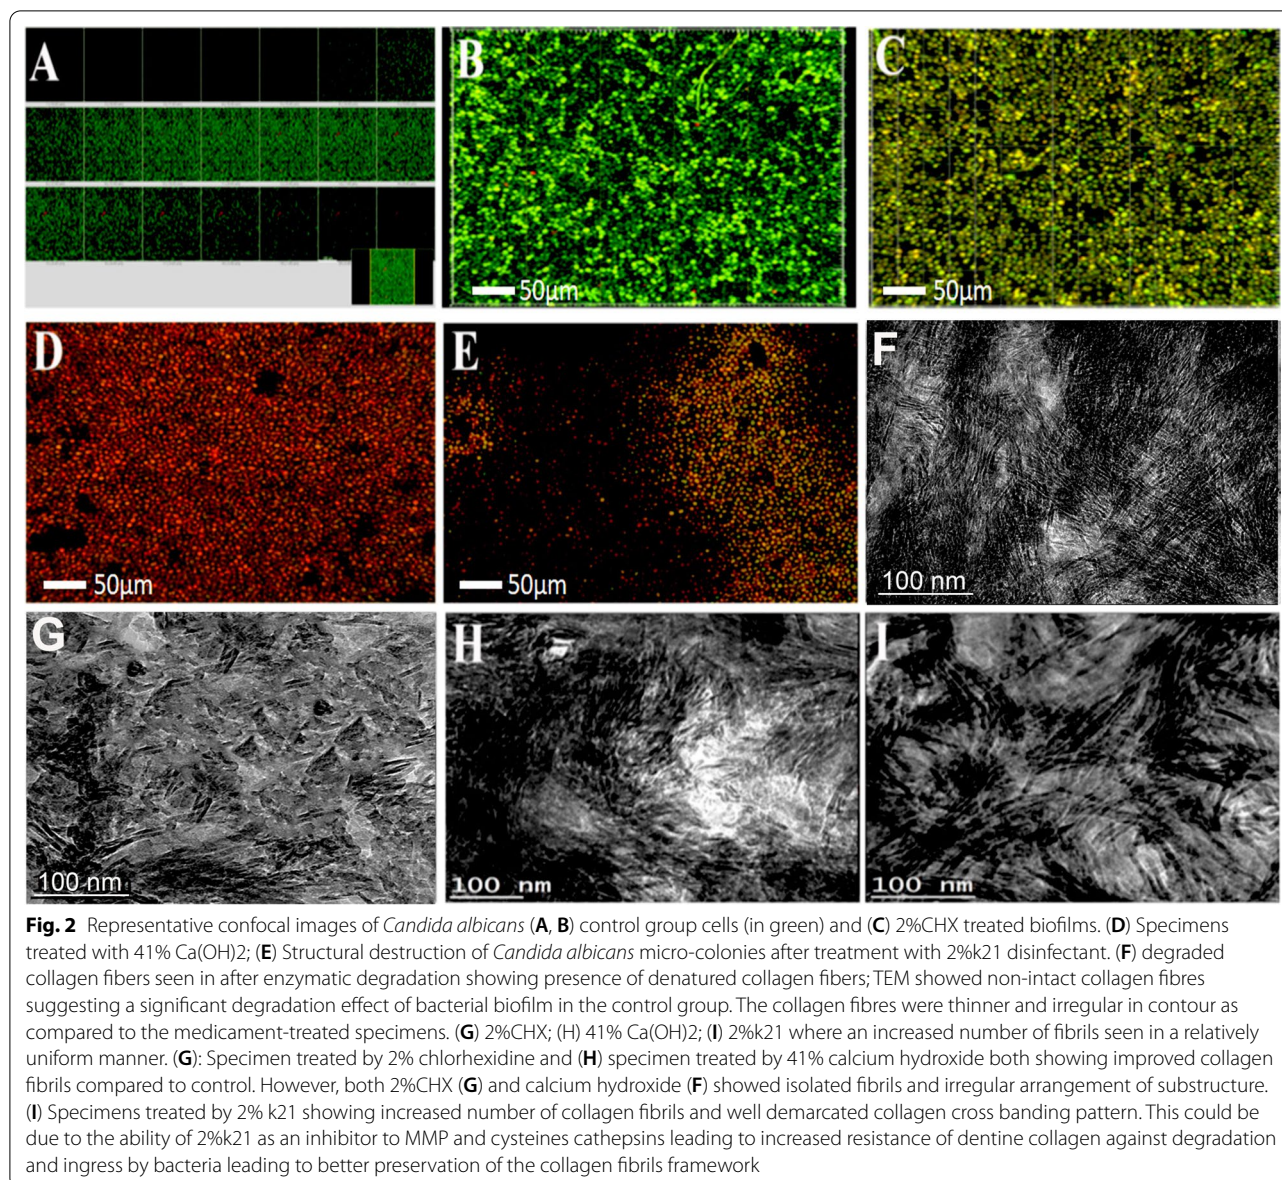 A
B
C
50µm
50µm
D
E
F
50µm
50µm
100 nm
G
H
I
100 nm
100 nm
100 nm
Fig. 2 Representative confocal images of Candida albicans (A, B) control group cells (in green) and (C) 2%CHX treated biofilms. (D) Specimens
treated with 41% Ca(OH)2; (E) Structural destruction of Candida albicans micro-colonies after treatment with 2%k21 disinfectant. (F) degraded
collagen fibers seen in after enzymatic degradation showing presence of denatured collagen fibers; TEM showed non-intact collagen fibres
suggesting a significant degradation effect of bacterial biofilm in the control group. The collagen fibres were thinner and irregular in contour as
compared to the medicament-treated specimens. (G) 2%CHX; (H) 41% Ca(OH)2; (I) 2%k21 where an increased number of fibrils seen in a relatively
uniform manner. (G): Specimen treated by 2% chlorhexidine and (H) specimen treated by 41% calcium hydroxide both showing improved collagen
fibrils compared to control. However, both 2%CHX (G) and calcium hydroxide (F) showed isolated fibrils and irregular arrangement of substructure.
(I) Specimens treated by 2% k21 showing increased number of collagen fibrils and well demarcated collagen cross banding pattern. This could be
due to the ability of 2%k21 as an inhibitor to MMP and cysteines cathepsins leading to increased resistance of dentine collagen against degradation
and ingress by bacteria leading to better preservation of the collagen fibrils framework